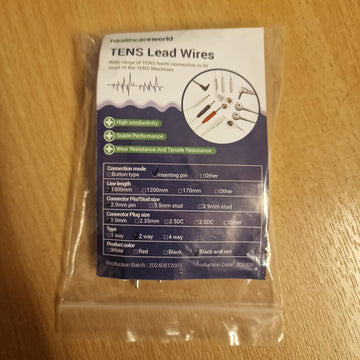 healthcareworld
TENS Lead Wires
Wide range of TENS leads connection to fit
most of the TENS Machines
High conductivity
Stable Performance
Wear Resistance And Tensile Resistance
Connection mode
□Button type □Inserting pin □Other
Line length
□1500mm □1200mm □170mm □Other
Connector Pin/Stud size
□2.0mm pin □3.5mm stud □3.9mm stud
Connector Plug size
2.35mm □2.5DC □3.5DC □Other
Type
□1 way □2 way □4 way
Product color
□White □Red □Black □Black and red
Production Batch : 20240812001 Production Date :